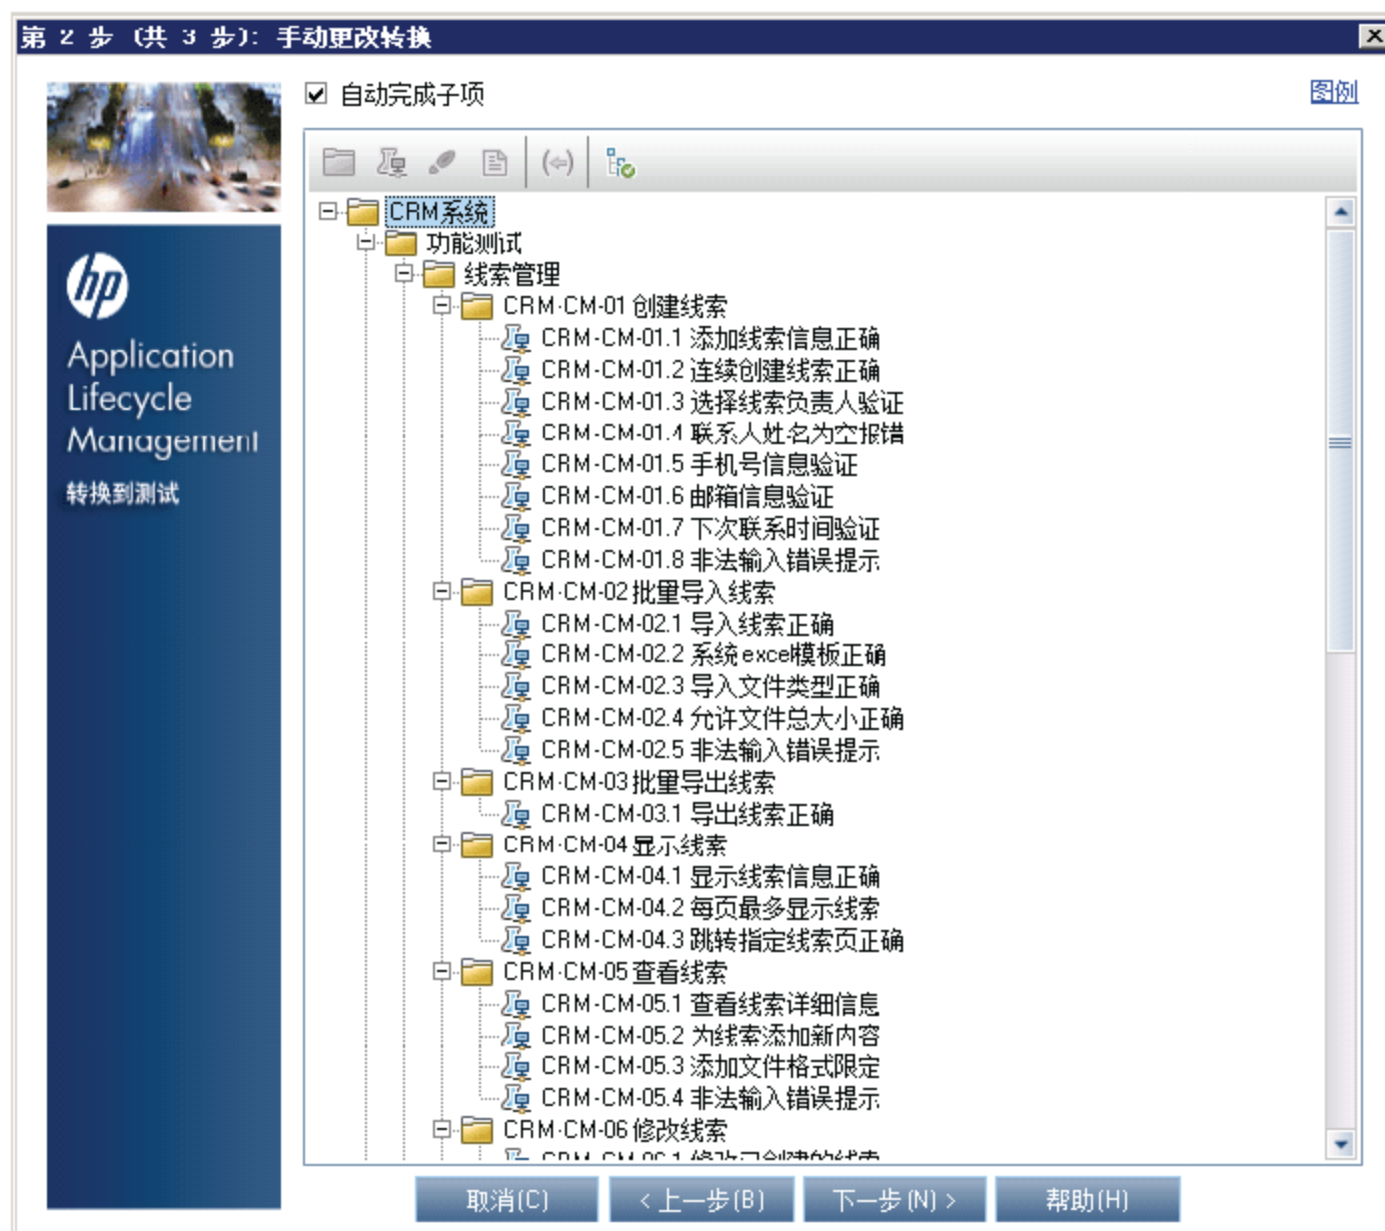 第 2 步 (共 3 步): 手动更改转换
自动完成子项
图例
CRM系统
功能测试
线索管理
CRM-CM-01 创建线索
CRM-CM-01.1 添加线索信息正确
CRM-CM-01.2 连续创建线索正确
CRM-CM-01.3 选择线索负责人验证
CRM-CM-01.4 联系人姓名为空报错
CRM-CM-01.5 手机号信息验证
CRM-CM-01.6 邮箱信息验证
CRM-CM-01.7 下次联系时间验证
CRM-CM-01.8 非法输入错误提示
CRM-CM-02 批量导入线索
CRM-CM-02.1 导入线索正确
CRM-CM-02.2 系统excel模板正确
CRM-CM-02.3 导入文件类型正确
CRM-CM-02.4 允许文件总大小正确
CRM-CM-02.5 非法输入错误提示
CRM-CM-03 批量导出线索
CRM-CM-03.1 导出线索正确
CRM-CM-04 显示线索
CRM-CM-04.1 显示线索信息正确
CRM-CM-04.2 每页最多显示线索
CRM-CM-04.3 跳转指定线索页正确
CRM-CM-05 查看线索
CRM-CM-05.1 查看线索详细信息
CRM-CM-05.2 为线索添加新内容
CRM-CM-05.3 添加文件格式限定
CRM-CM-05.4 非法输入错误提示
CRM-CM-06 修改线索
CRM-CM-06.1 修改已创建的线索
hp
Application
Lifecycle
Management
转换到测试
取消(C)
< 上一步(B)
下一步(N) >
帮助(H)